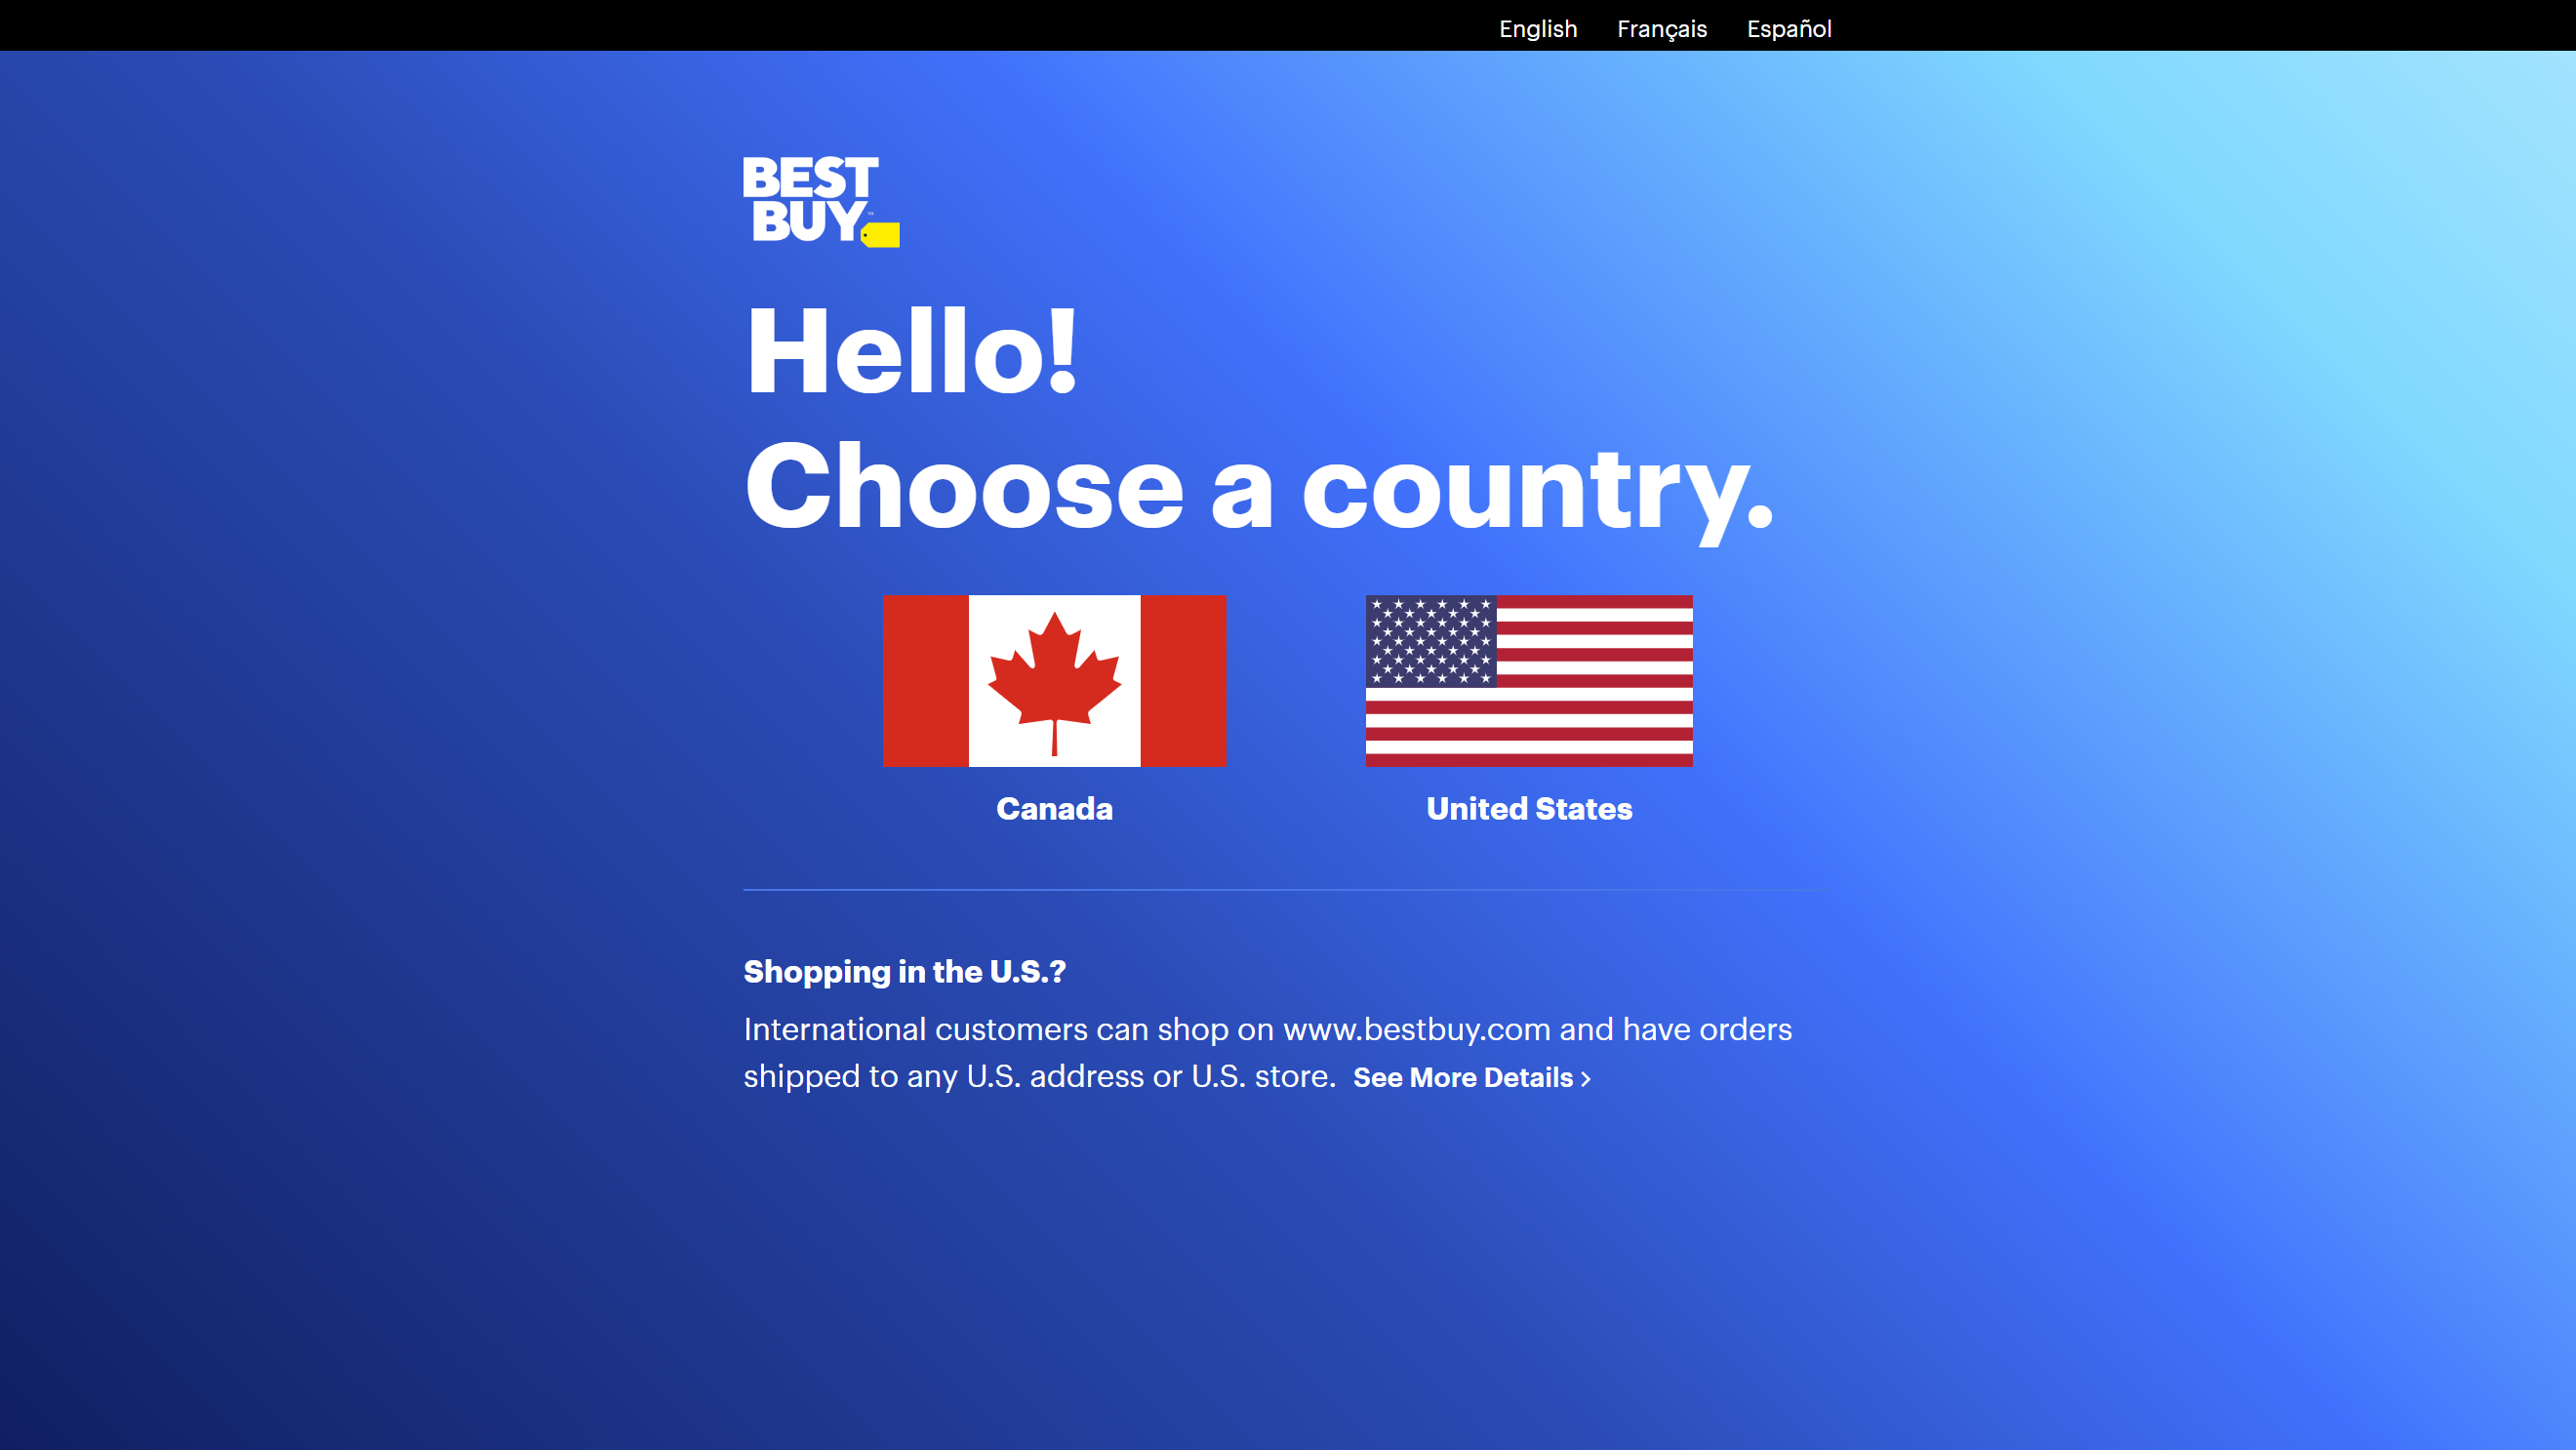 English Français Español
BEST
BUY
Hello!
Choose a country.
Canada United States
Shopping in the U.S.?
International customers can shop on www.bestbuy.com and have orders
shipped to any U.S. address or U.S. store. See More Details